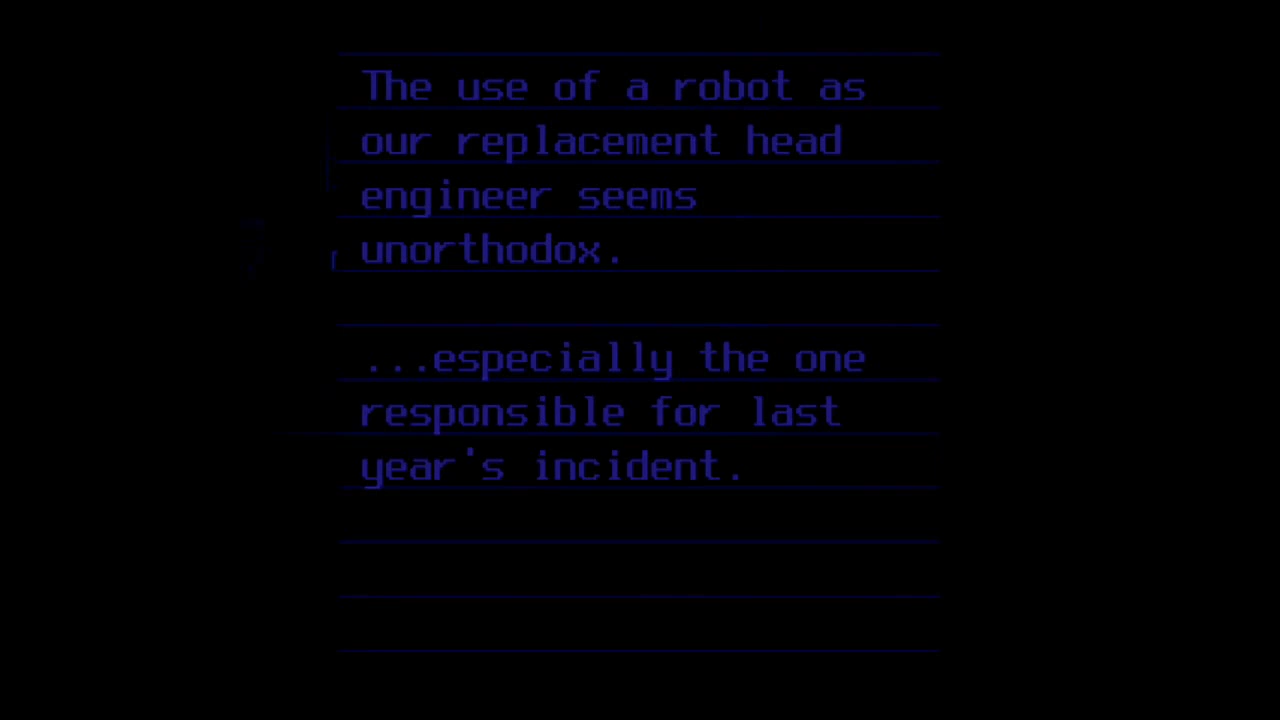 The use of a robot as
our replacement head
engineer seems
unorthodox.
...especially the one
responsible for last
year's incident.